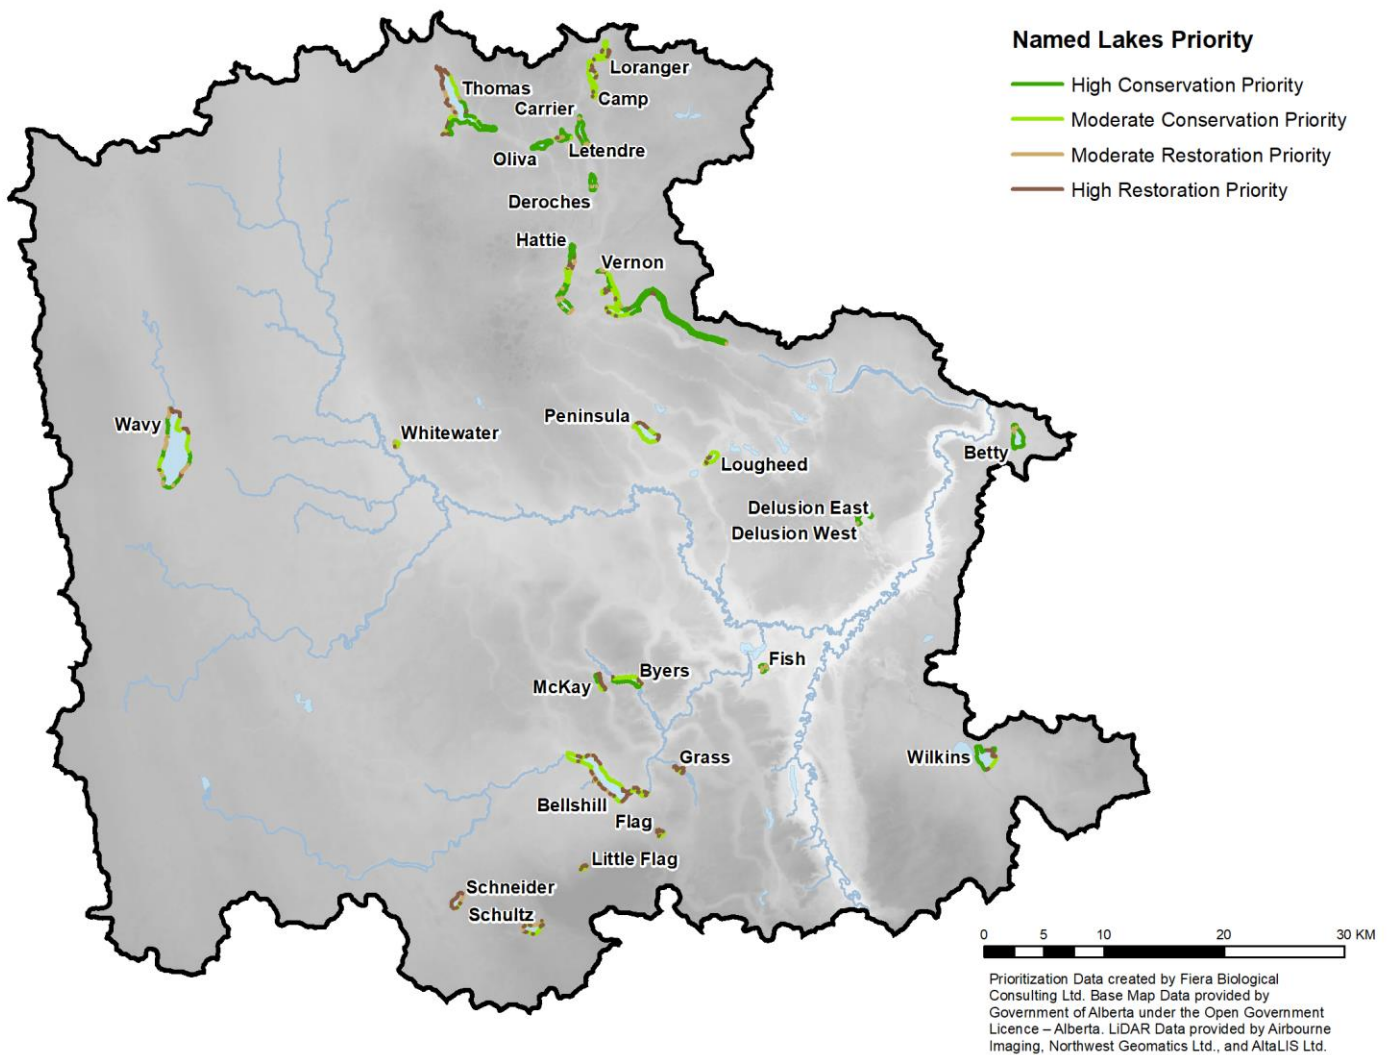 Named Lakes Priority
High Conservation Priority
Moderate Conservation Priority
Moderate Restoration Priority
High Restoration Priority
Loranger
Thomas
Camp
Carrier
Letendre
Oliva
Deroches
Hattie
Vernon
Peninsula
Wavy
Whitewater
Betty
Lougheed
Delusion East
Delusion West
Fish
Byers
McKay
Grass
Wilkins
Bellshill
Flag
Little Flag
Schneider
Schultz
0 5 10 20 30 KM
Prioritization Data created by Fiera Biological
Consulting Ltd. Base Map Data provided by
Government of Alberta under the Open Government
Licence – Alberta. LiDAR Data provided by Airbourne
Imaging, Northwest Geomatics Ltd., and AltaLIS Ltd.